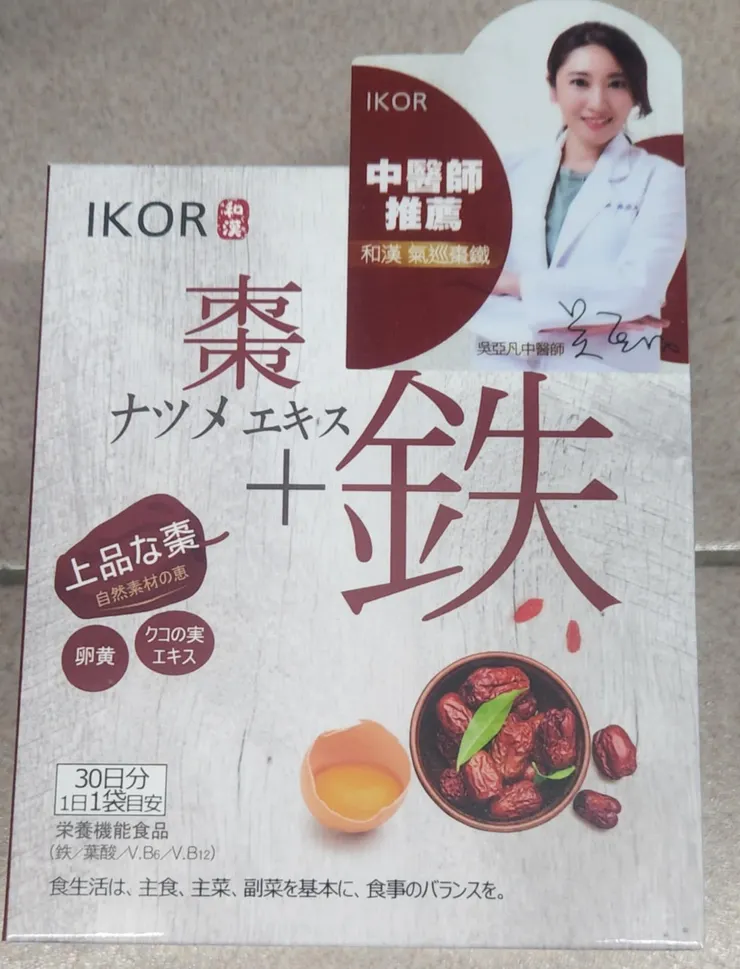 IKOR
中醫師
推薦
和漢 氣巡棗鐵
吳亞凡中醫師
IKOR 和漢
棗
ナツメエキス
+
鉄
上品な棗
自然素材の恵
卵黄
クコの実
エキス
30日分
1日1袋目安
栄養機能食品
(鉄/葉酸/V.B6/V.B12)
食生活は、主食、主菜、副菜を基本に、食事のバランスを。